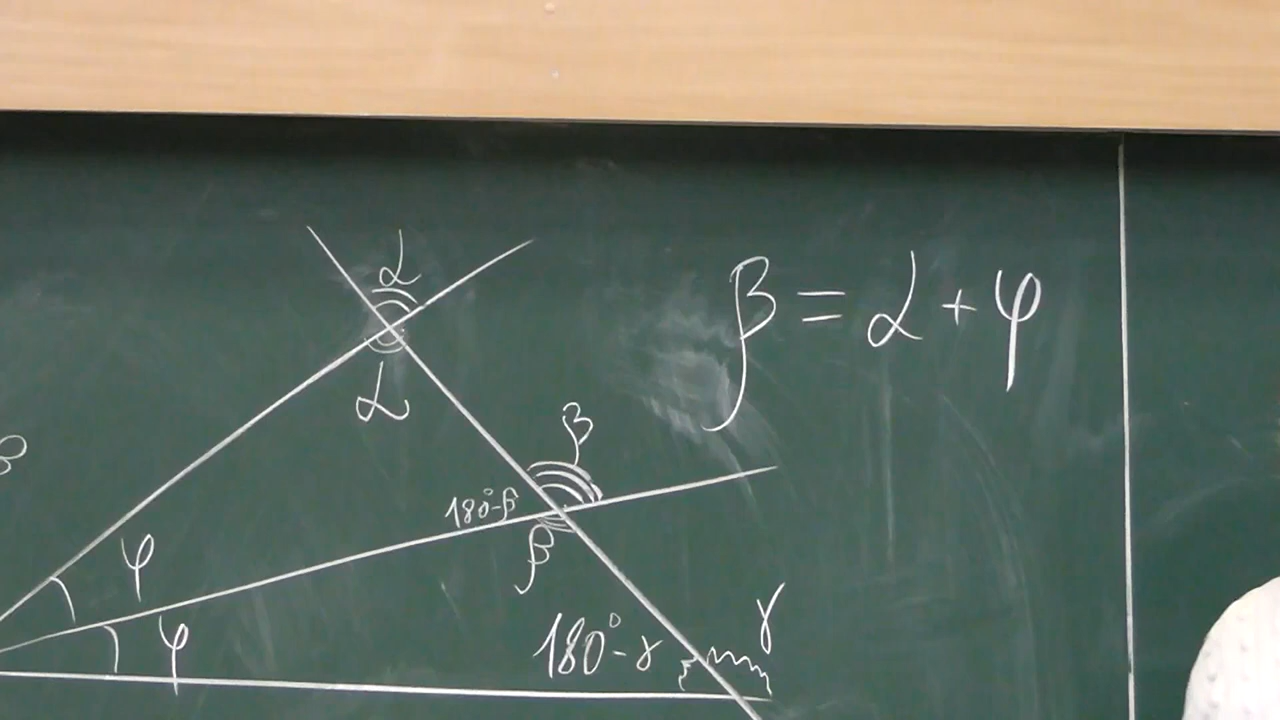 α
β = α + φ
α
β
180°-β
β
φ
γ
180°-γ
φ